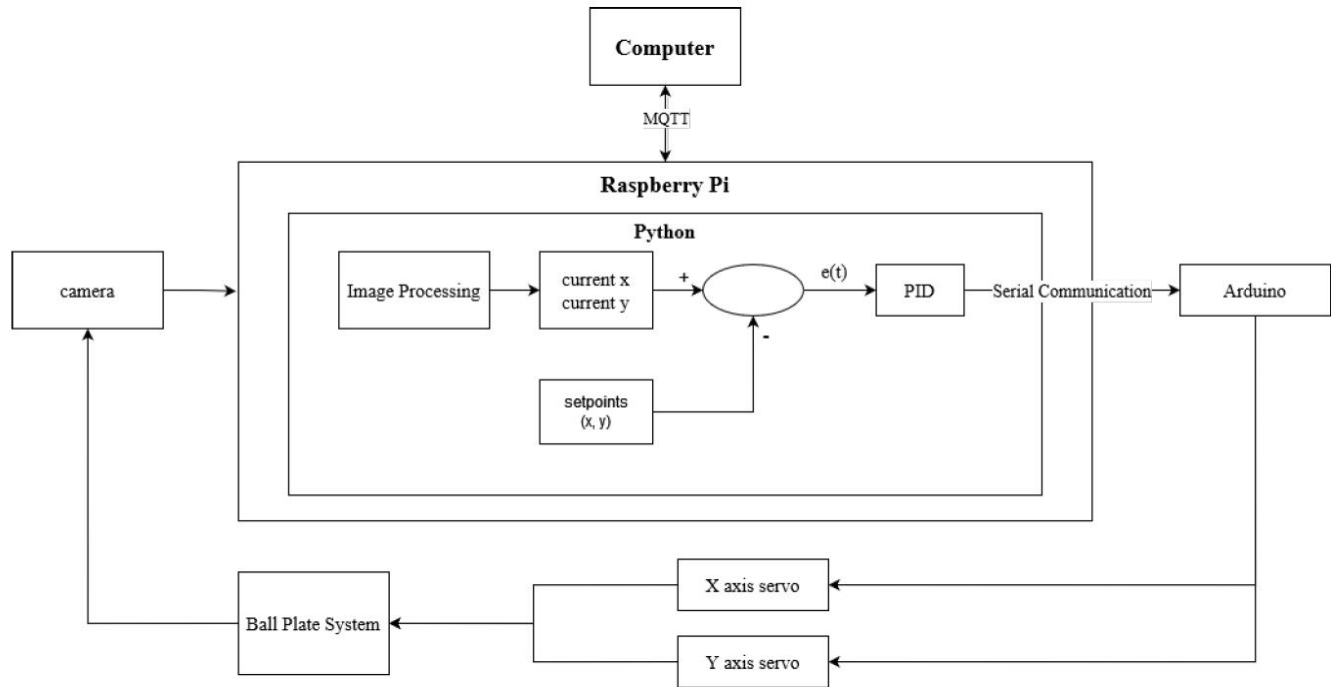 Computer
MQTT
Raspberry Pi
Python
camera
Image Processing
current x
current y
+
-
e(t)
PID
Serial Communication
Arduino
setpoints
(x, y)
X axis servo
Ball Plate System
Y axis servo